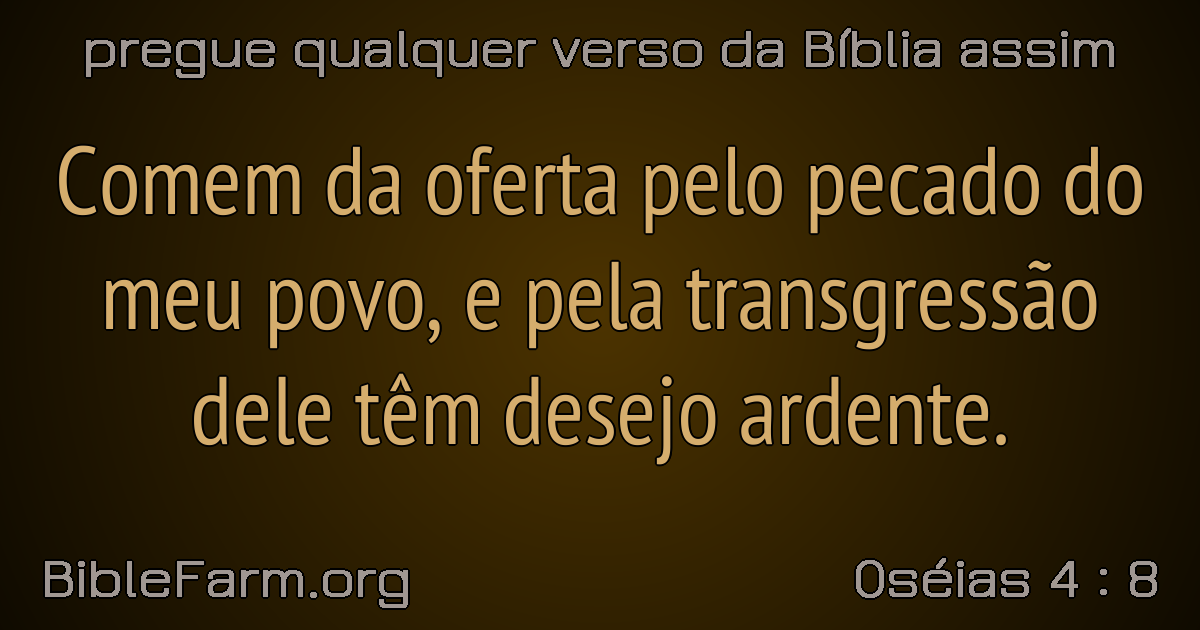 pregue qualquer verso da Bíblia assim
Comem da oferta pelo pecado do
meu povo, e pela transgressão
dele têm desejo ardente.
BibleFarm.org
Oséias 4 : 8